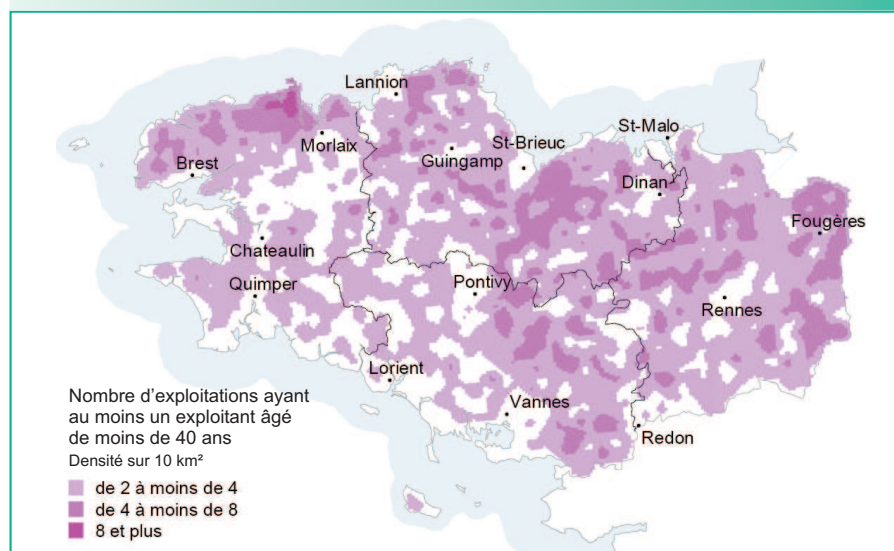 Lannion
St-Malo
Morlaix
St-Brieuc
Guingamp
Brest
Dinan
Fougères
Chateaulin
Quimper
Pontivy
Rennes
Lorient
Vannes
Redon
Nombre d'exploitations ayant
au moins un exploitant âgé
de moins de 40 ans
Densité sur 10 km²
de 2 à moins de 4
de 4 à moins de 8
8 et plus